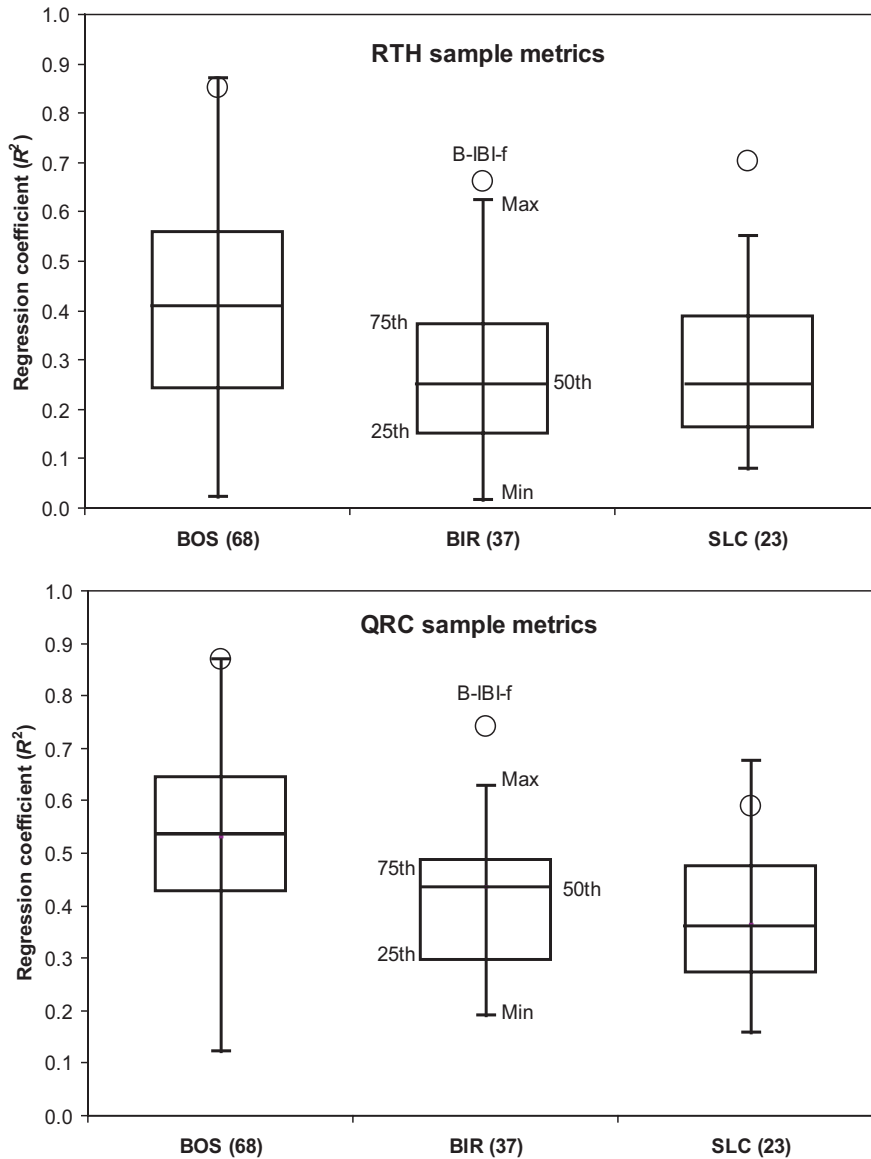 1.0
RTH sample metrics
0.9
0.8
0.7
B-IBI-f
Max
0.6
0.5
0.4
75th
50th
0.3
0.2
25th
0.1
Min
0.0
Regression coefficient (R²)
BOS (68) BIR (37) SLC (23)
1.0
QRC sample metrics
0.9
0.8
B-IBI-f
0.7
Max
0.6
0.5
75th
50th
0.4
0.3
25th
0.2
Min
0.1
0.0
Regression coefficient (R²)
BOS (68) BIR (37) SLC (23)